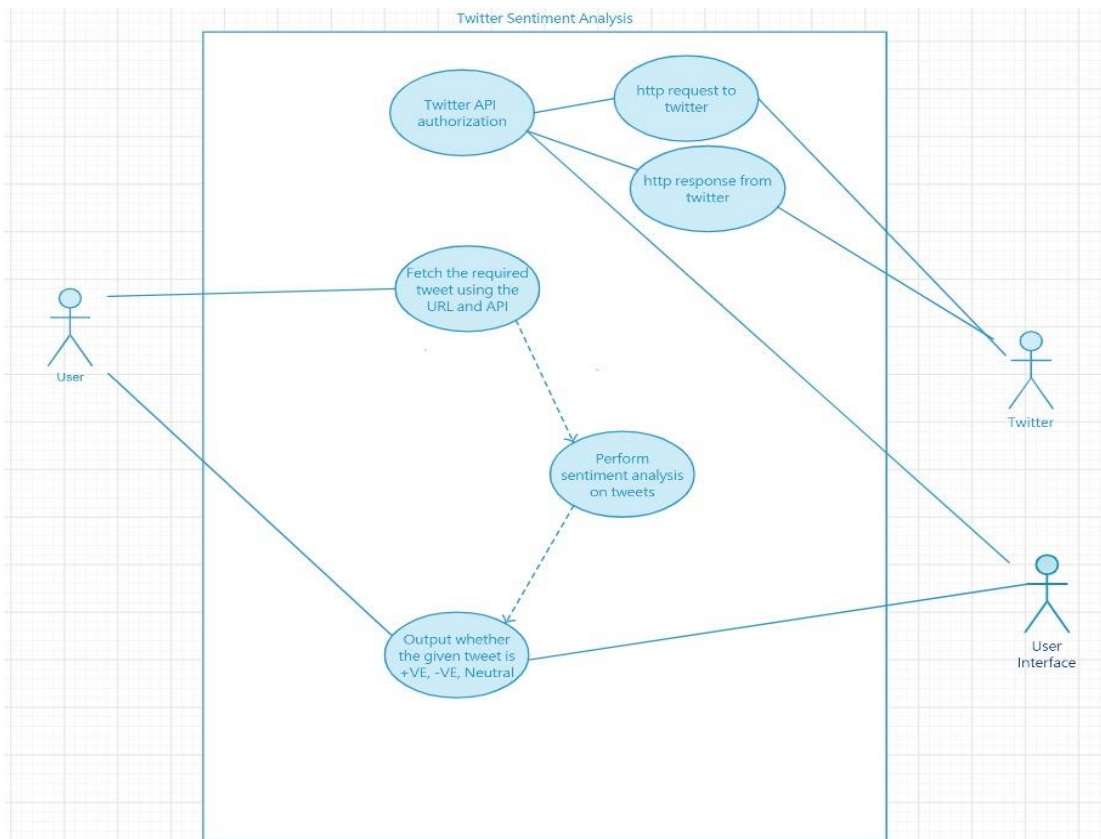 Twitter Sentiment Analysis
Twitter API
authorization
http request to
twitter
http response from
twitter
Fetch the required
tweet using the
URL and API
User
Twitter
Perform
sentiment analysis
on tweets
User
Interface
Output whether
the given tweet is
+VE, -VE, Neutral